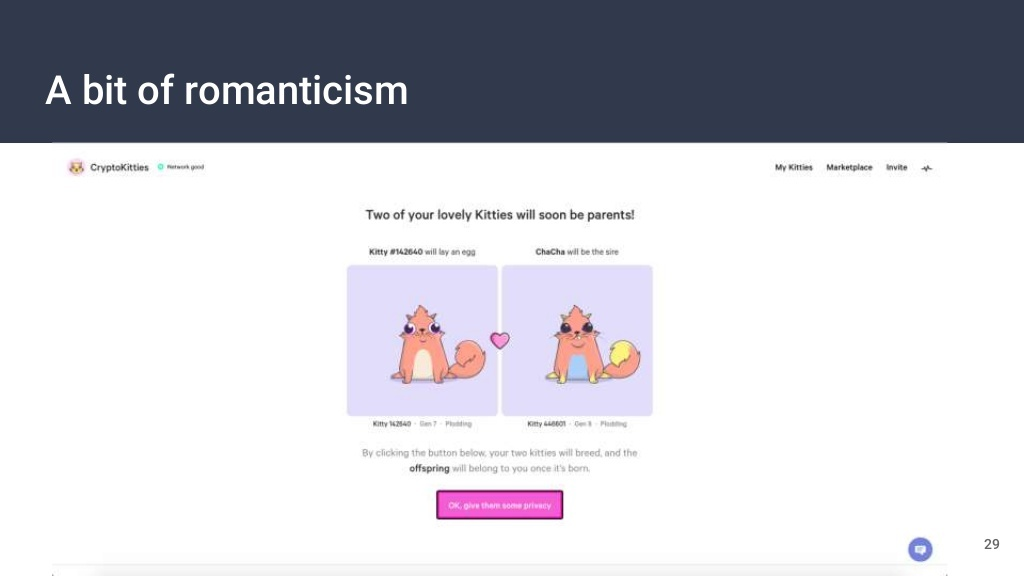 A bit of romanticism
CryptoKitties Network good My Kitties Marketplace Invite
Two of your lovely Kitties will soon be parents!
Kitty #142640 will lay an egg ChaCha will be the sire
Kitty 142640 · Gen 7 · Plodding Kitty 446601 · Gen 8 · Plodding
By clicking the button below, your two kitties will breed, and the
offspring will belong to you once it's born.
OK, give them some privacy
29